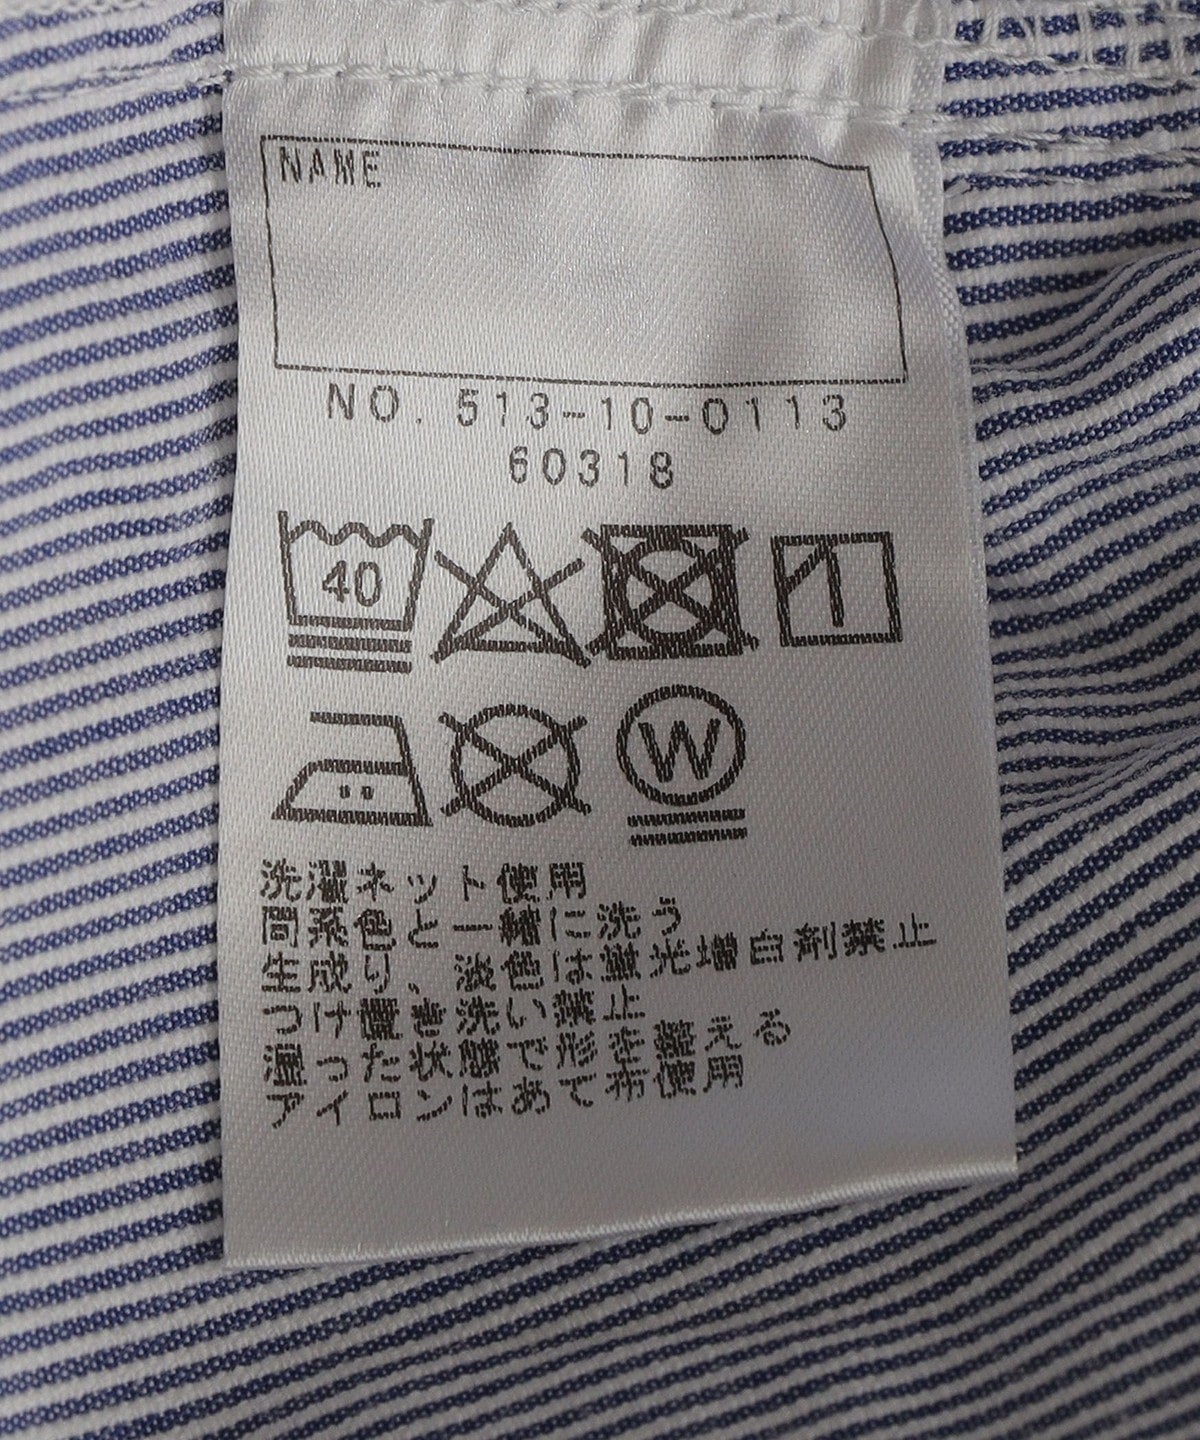 NAME
NO. 513-10-0113
60318
40
W
洗濯ネット使用
同系色と一緒に洗う
生成り、淡色は蛍光増白剤禁止
つけ置き洗い禁止
湿った状態で形を整える
アイロンはあて布使用